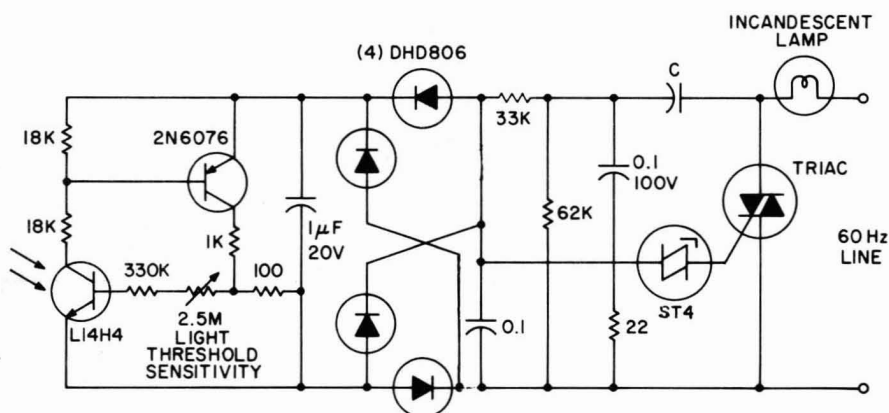 INCANDESCENT
LAMP
(4) DHD806
C
33K
18K
2N6076
0.1
100V
TRIAC
18K
1K
1µF
20V
62K
60 Hz
LINE
330K
100
L14H4
2.5M
LIGHT
THRESHOLD
SENSITIVITY
0.1
ST4
22